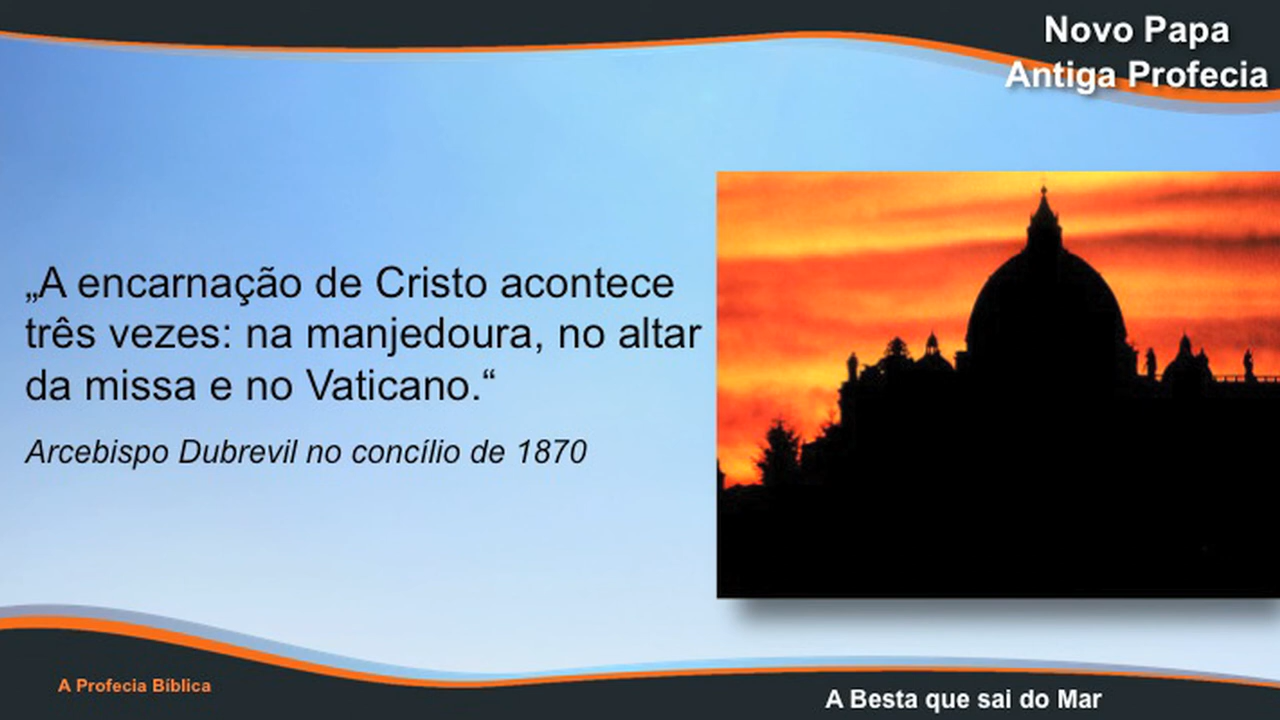 Novo Papa
Antiga Profecia
„A encarnação de Cristo acontece
três vezes: na manjedoura, no altar
da missa e no Vaticano.“
Arcebispo Dubrevil no concílio de 1870
A Profecia Bíblica
A Besta que sai do Mar